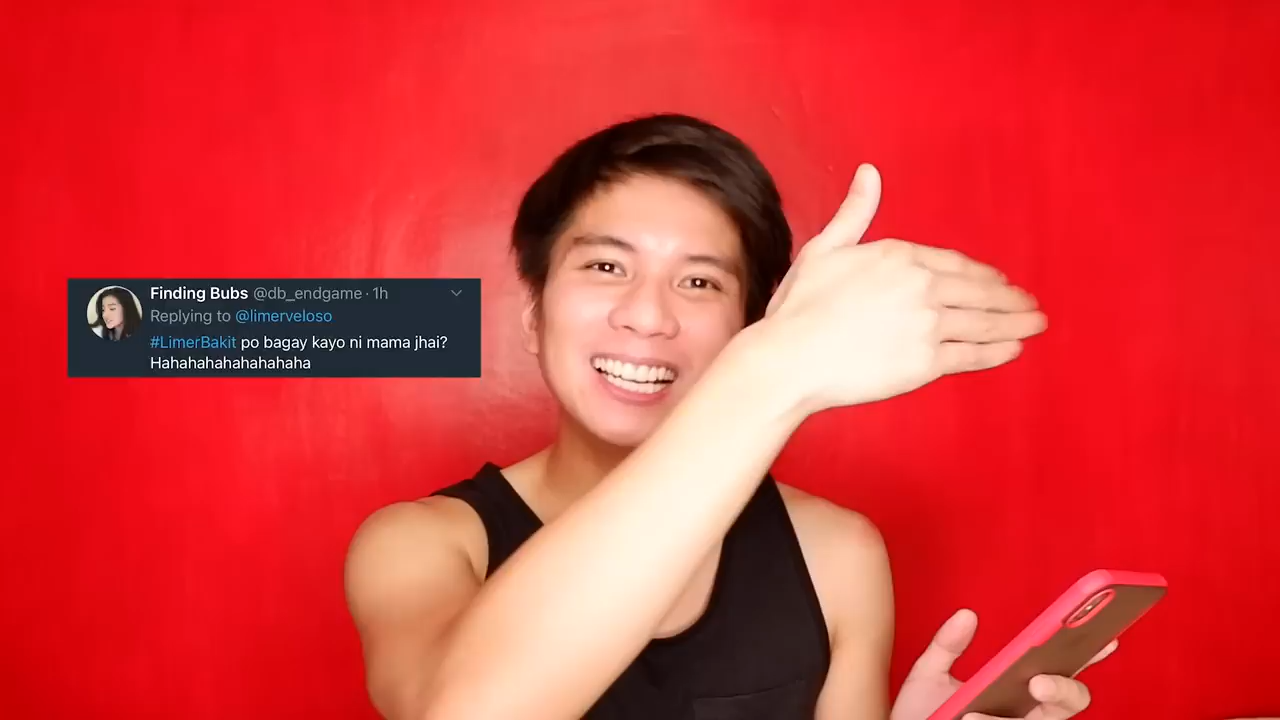 Finding Bubs @db_endgame · 1h
Replying to @limerveloso
#LimerBakit po bagay kayo ni mama jhai?
Hahahahahahahahaha